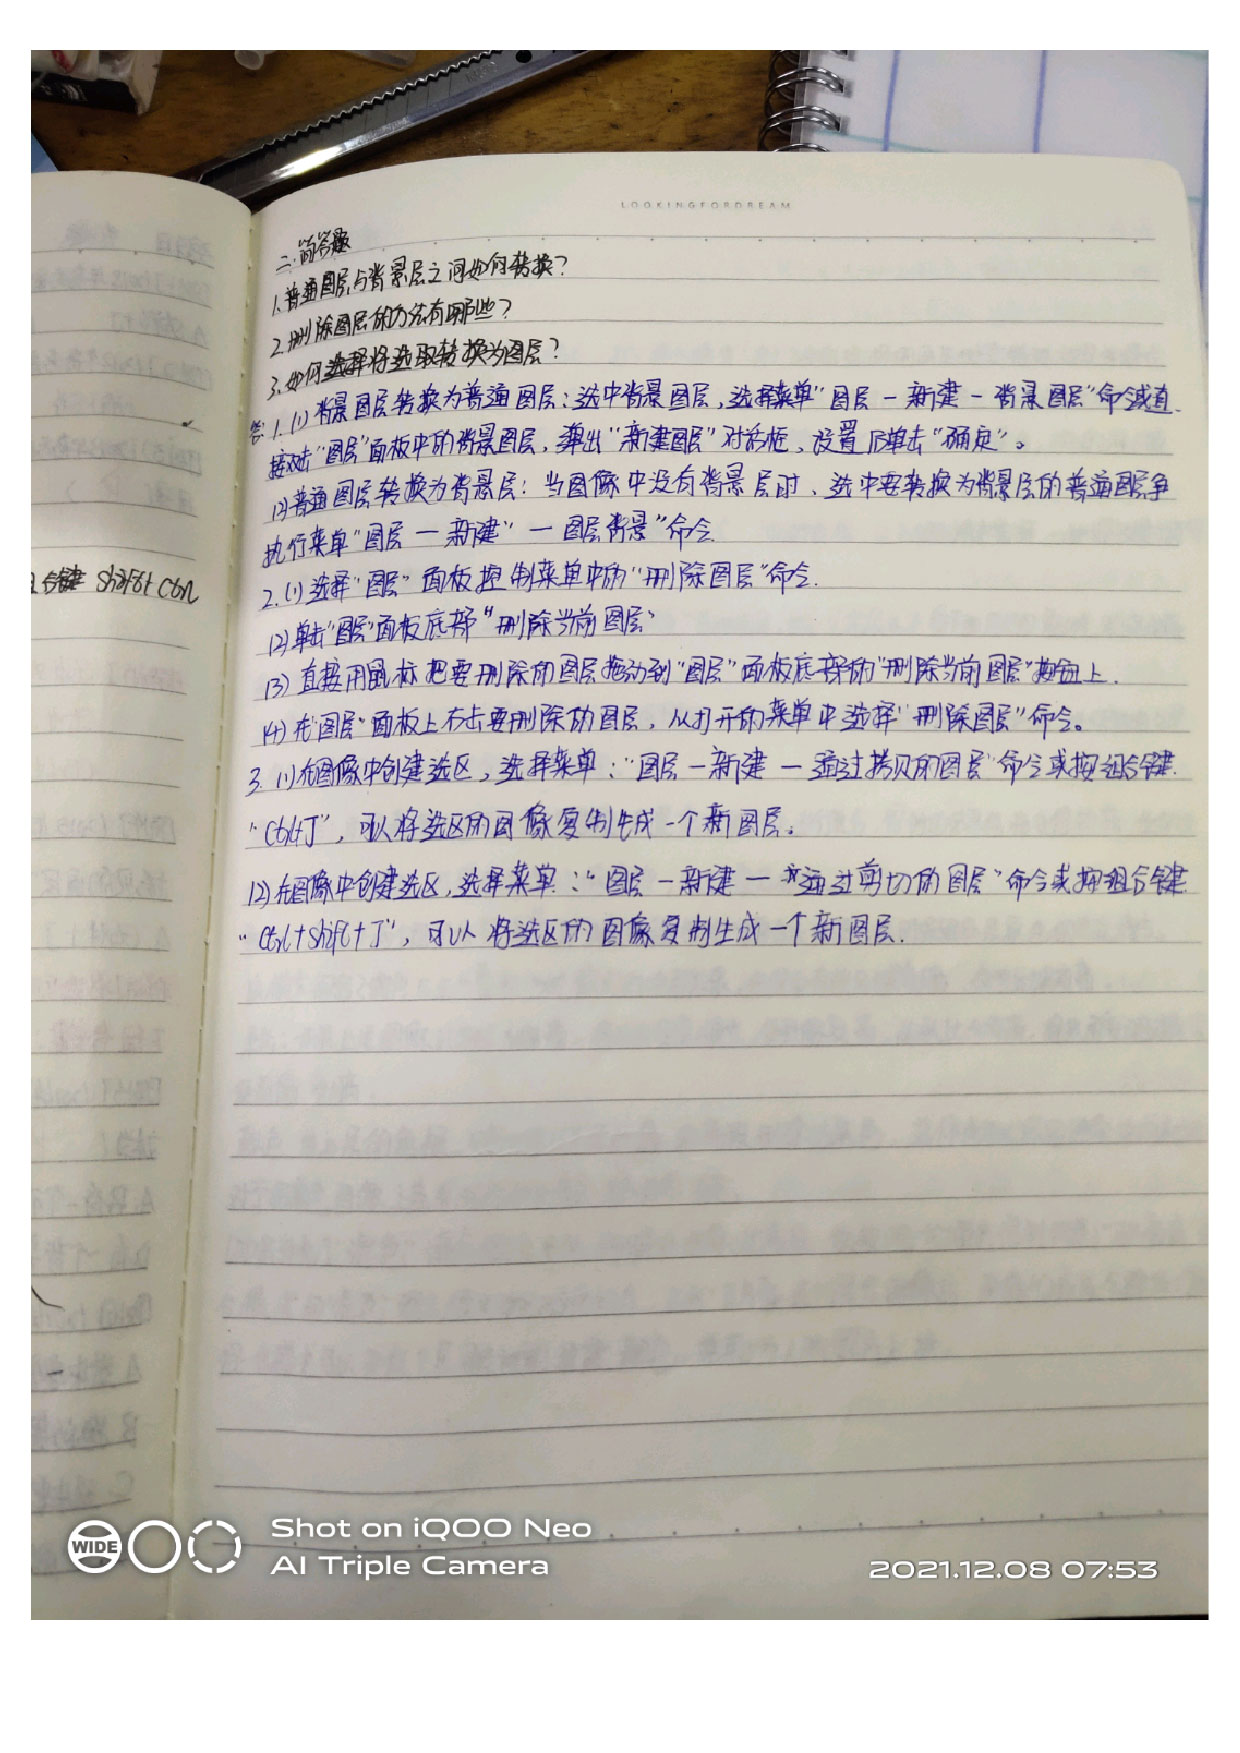 LOOKINGFORDREAM
二.简答题
1.普通图层与背景层之间如何转换？
2.删除图层的方法有哪些？
3.如何选择将选取转换为图层？
答:1.(1)背景图层转换为普通图层:选中背景图层,选择菜单"图层-新建-背景图层"命令或直
接双击"图层"面板中的背景图层,弹出"新建图层"对话框、设置后单击"确定"。
(2)普通图层转换为背景层:当图像中没有背景层时、选中要转换为背景层的普通图层
执行菜单"图层一新建"一图层背景"命令
2.(1)选择"图层"面板控制菜单中的"删除图层"命令.
(2)单击"图层"面板底部"删除当前图层"
(3)直接用鼠标把要删除的图层拖动到"图层"面板底部的"删除当前图层"按钮上.
(4)在"图层"面板上右击要删除的图层,从打开的菜单中选择"删除图层"命令。
3.(1)在图像中创建选区,选择菜单:"图层-新建一通过拷贝的图层"命令或按组合键
"Ctrl+J",可以将选区的图像复制生成一个新图层.
(2)在图像中创建选区,选择菜单:"图层-新建一通过剪切的图层"命令或按组合键
"Ctrl+Shift+J",可以将选区的图像复制生成一个新图层.
合键 Shift Ctrl
WIDE
Shot on iQOO Neo
AI Triple Camera
2021.12.08 07:53